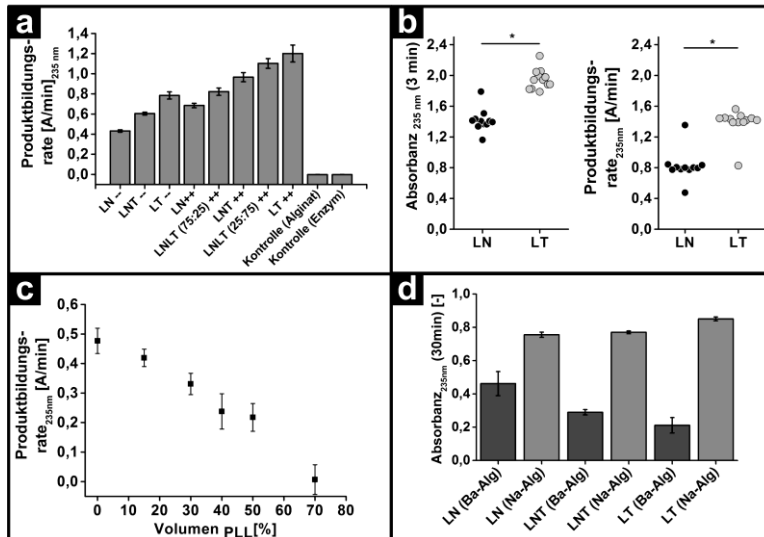 a
Produktbildungs-
rate [A/min]235 nm
1,4
1,2
1,0
0,8
0,6
0,4
0,2
0,0
LN --
LNT --
LT --
LN++
LNLT (75:25) ++
LNT ++
LNLT (25:75) ++
LT ++
Kontrolle (Alginat)
Kontrolle (Enzym)
b
Absorbanz 235 nm (3 min)
2,4
2,0
1,6
1,2
0,8
0,4
0,0
*
LN
LT
Produktbildungs-
rate235nm [A/min]
2,4
2,0
1,6
1,2
0,8
0,4
0,0
*
LN
LT
c
Produktbildungs-
rate235nm [A/min]
0,6
0,5
0,4
0,3
0,2
0,1
0,0
0
10
20
30
40
50
60
70
80
Volumen PLL[%]
d
Absorbanz235nm (30min) [-]
1,0
0,8
0,6
0,4
0,2
0,0
LN (Ba-Alg)
LN (Na-Alg)
LNT (Ba-Alg)
LNT (Na-Alg)
LT (Ba-Alg)
LT (Na-Alg)